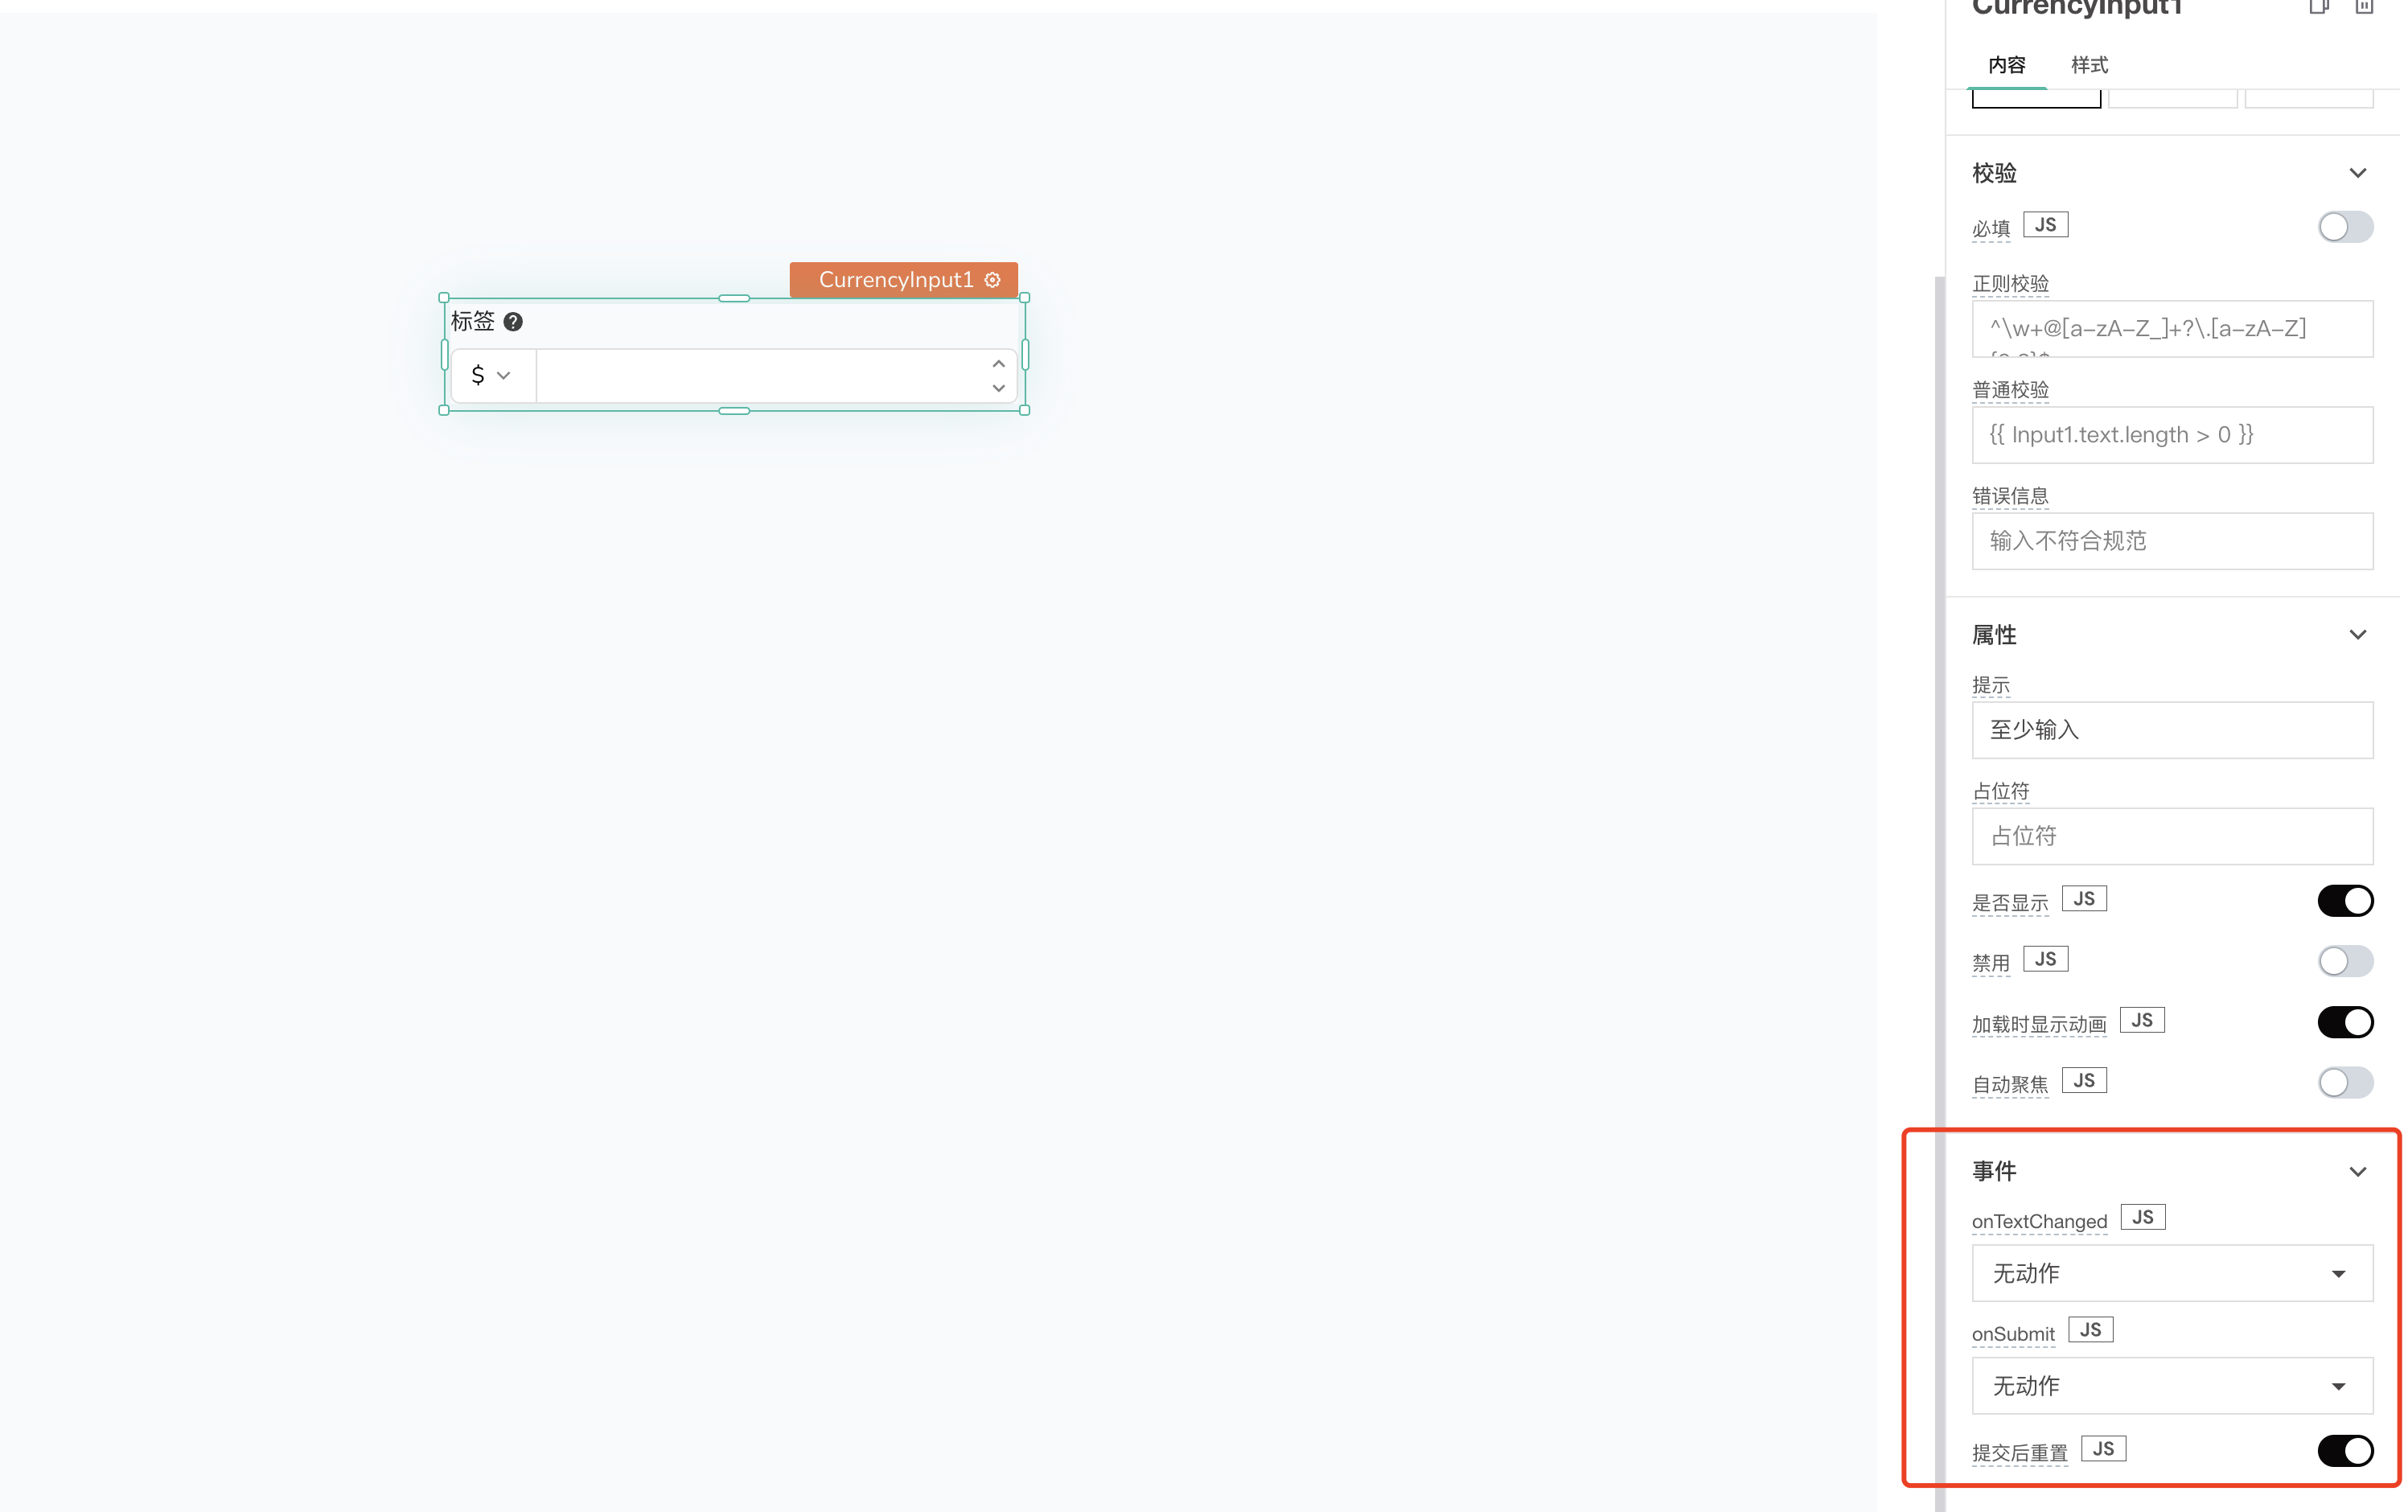 CurrencyInput1
内容 样式
校验
必填 JS
正则校验
^\w+@[a-zA-Z_]+?\.[a-zA-Z]
普通校验
{{ Input1.text.length > 0 }}
错误信息
输入不符合规范
属性
提示
至少输入
占位符
占位符
是否显示 JS
禁用 JS
加载时显示动画 JS
自动聚焦 JS
事件
onTextChanged JS
无动作
onSubmit JS
无动作
提交后重置 JS
CurrencyInput1
标签 ?
$